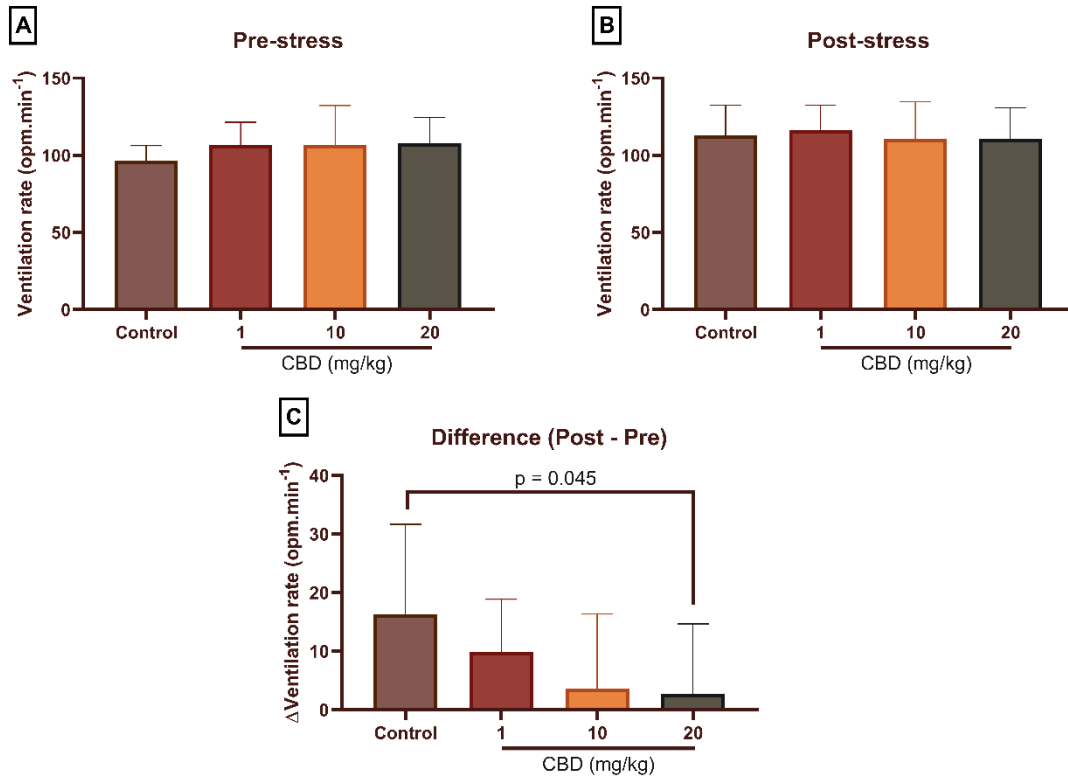 A
Pre-stress
Ventilation rate (opm.min⁻¹)
150
100
50
0
Control
1
10
20
CBD (mg/kg)
B
Post-stress
Ventilation rate (opm.min⁻¹)
150
100
50
0
Control
1
10
20
CBD (mg/kg)
C
Difference (Post - Pre)
ΔVentilation rate (opm.min⁻¹)
40
30
20
10
0
p = 0.045
Control
1
10
20
CBD (mg/kg)